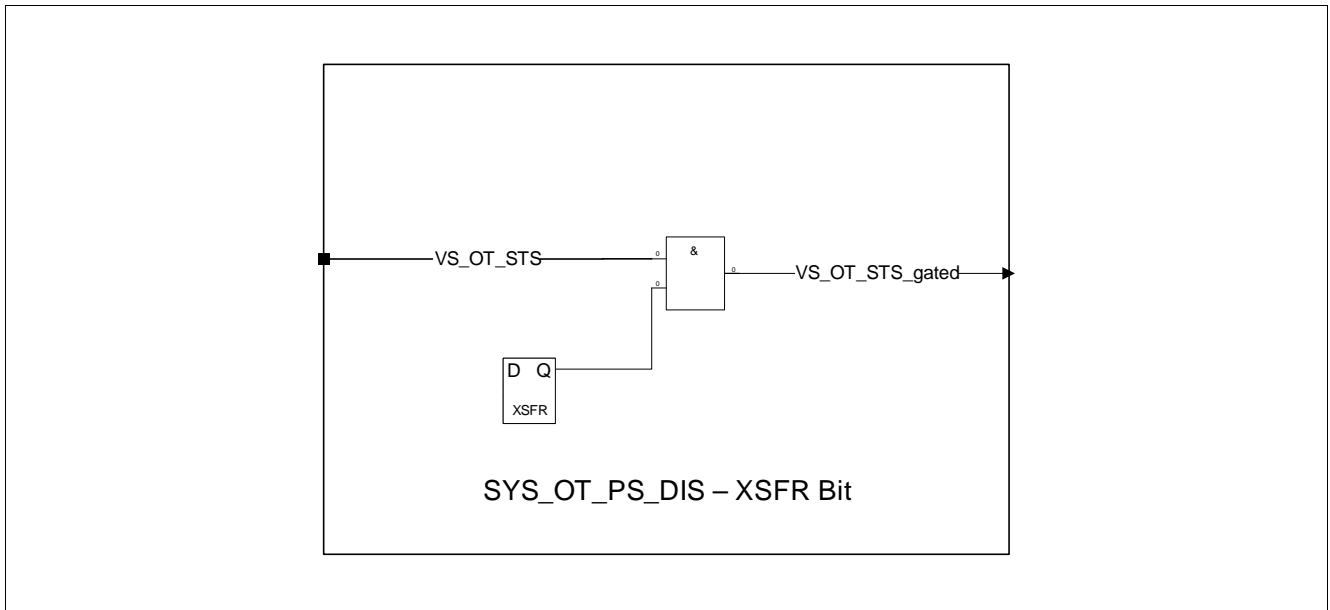 &
0
VS_OT_STS
0
VS_OT_STS_gated
0
D Q
XSFR
SYS_OT_PS_DIS – XSFR Bit